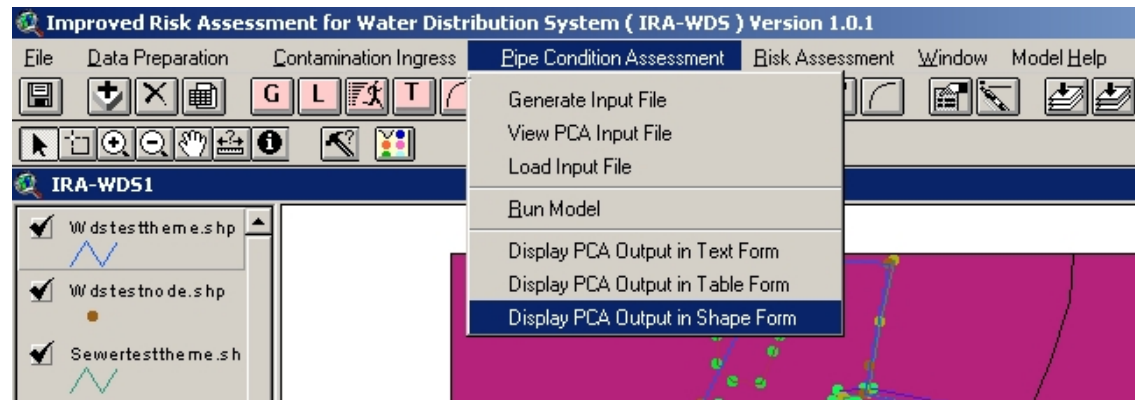 Improved Risk Assessment for Water Distribution System ( IRA-WDS ) Version 1.0.1
File Data Preparation Contamination Ingress Pipe Condition Assessment Risk Assessment Window Model Help
G L T
Generate Input File
View PCA Input File
Load Input File
Run Model
Display PCA Output in Text Form
Display PCA Output in Table Form
Display PCA Output in Shape Form
IRA-WDS1
Wdstesttheme.shp
Wdstestnode.shp
Sewertesttheme.sh